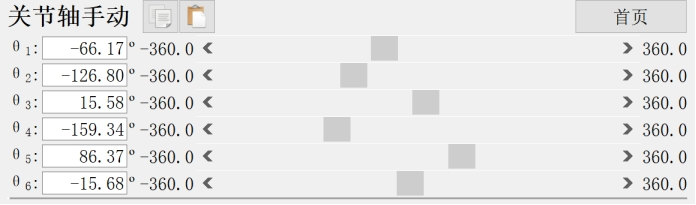 关节轴手动 首页
θ1: -66.17 º -360.0 360.0
θ2: -126.80 º -360.0 360.0
θ3: 15.58 º -360.0 360.0
θ4: -159.34 º -360.0 360.0
θ5: 86.37 º -360.0 360.0
θ6: -15.68 º -360.0 360.0